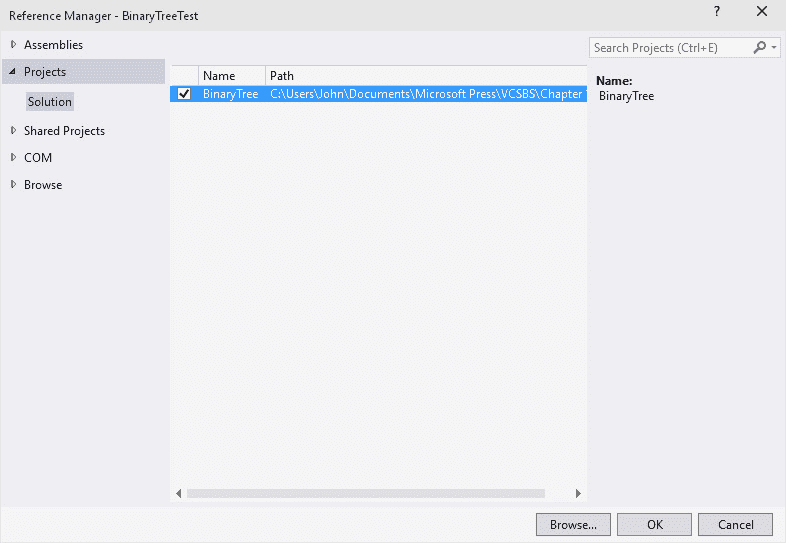 Reference Manager - BinaryTreeTest ?
Assemblies
Projects
Solution
Shared Projects
COM
Browse
Name Path
BinaryTree C:\Users\John\Documents\Microsoft Press\VCSBS\Chapter
Search Projects (Ctrl+E)
Name:
BinaryTree
Browse... OK Cancel